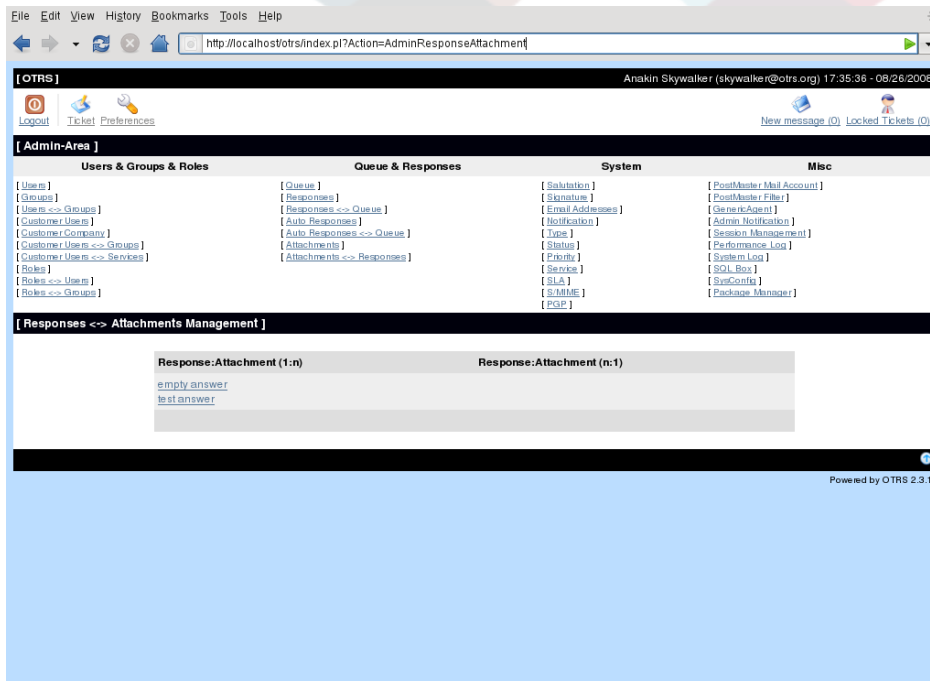 File Edit View History Bookmarks Tools Help
http://localhost/otrs/index.pl?Action=AdminResponseAttachment
[ OTRS ] Anakin Skywalker (skywalker@otrs.org) 17:35:36 - 08/26/2008
Logout Ticket Preferences New message (0) Locked Tickets (0)
[ Admin-Area ]
Users & Groups & Roles Queue & Responses System Misc
[ Users ] [ Queue ] [ Salutation ] [ PostMaster Mail Account ]
[ Groups ] [ Responses ] [ Signature ] [ PostMaster Filter ]
[ Users <-> Groups ] [ Responses <-> Queue ] [ Email Addresses ] [ GenericAgent ]
[ Customer Users ] [ Auto Responses ] [ Notification ] [ Admin Notification ]
[ Customer Company ] [ Auto Responses <-> Queue ] [ Type ] [ Session Management ]
[ Customer Users <-> Groups ] [ Attachments ] [ Status ] [ Performance Log ]
[ Customer Users <-> Services ] [ Attachments <-> Responses ] [ Priority ] [ System Log ]
[ Roles ] [ Service ] [ SQL Box ]
[ Roles <-> Users ] [ SLA ] [ SysConfig ]
[ Roles <-> Groups ] [ S/MIME ] [ Package Manager ]
[ PGP ]
[ Responses <-> Attachments Management ]
Response:Attachment (1:n) Response:Attachment (n:1)
empty answer
test answer
Powered by OTRS 2.3.1